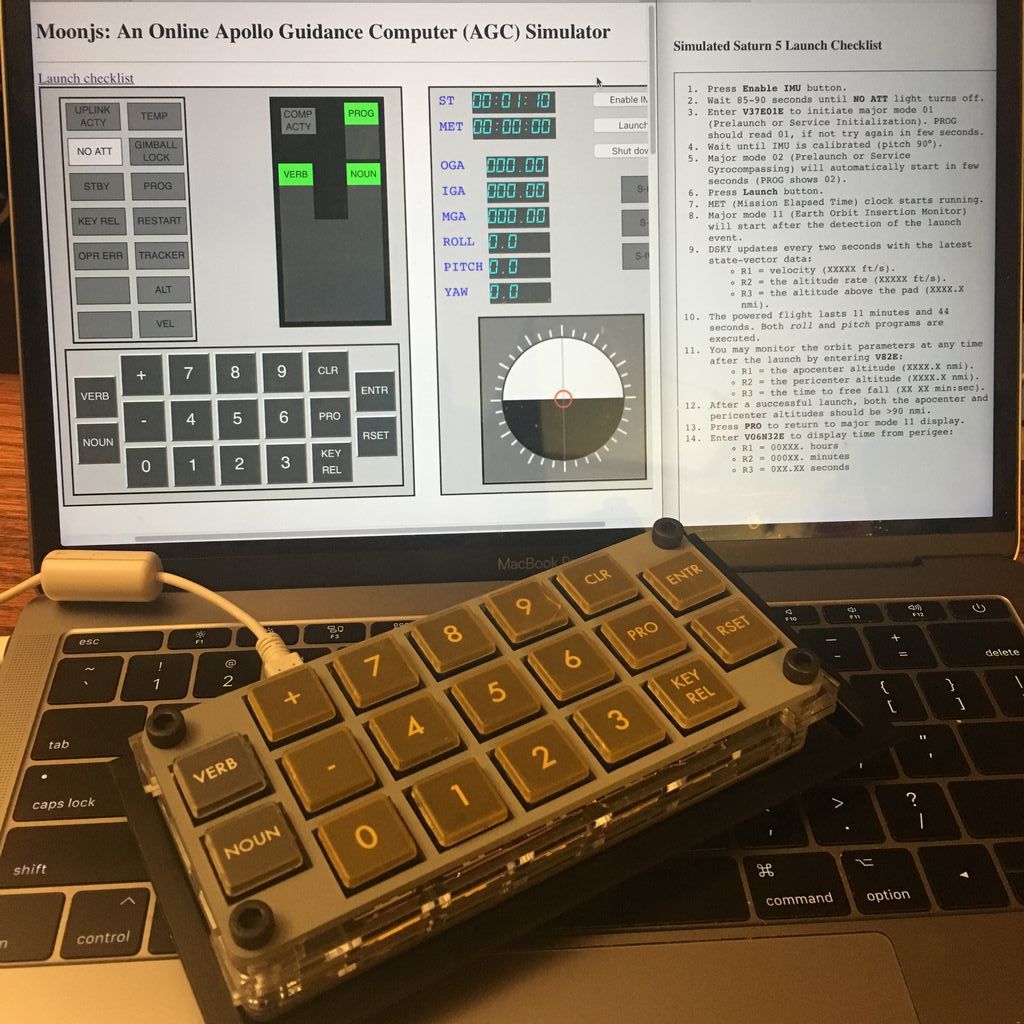 Moonjs: An Online Apollo Guidance Computer (AGC) Simulator
Launch checklist
UPLINK
ACTY
TEMP
NO ATT
GIMBALL
LOCK
STBY
PROG
KEY REL
RESTART
OPR ERR
TRACKER
ALT
VEL
COMP
ACTY
PROG
VERB
NOUN
VERB
NOUN
+
7
8
9
CLR
-
4
5
6
PRO
0
1
2
3
KEY
REL
ENTR
RSET
ST 00:01:10
MET 00:00:00
OGA 000.00
IGA 000.00
MGA 000.00
ROLL 0.0
PITCH 0.0
YAW 0.0
Enable IM
Launch
Shut dow
Simulated Saturn 5 Launch Checklist
1. Press Enable IMU button.
2. Wait 85-90 seconds until NO ATT light turns off.
3. Enter V37E01E to initiate major mode 01
(Prelaunch or Service Initialization). PROG
should read 01, if not try again in few seconds.
4. Wait until IMU is calibrated (pitch 90°).
5. Major mode 02 (Prelaunch or Service
Gyrocompassing) will automatically start in few
seconds (PROG shows 02).
6. Press Launch button.
7. MET (Mission Elapsed Time) clock starts running.
8. Major mode 11 (Earth Orbit Insertion Monitor)
will start after the detection of the launch
event.
9. DSKY updates every two seconds with the latest
state-vector data:
◦ R1 = velocity (XXXXX ft/s).
◦ R2 = the altitude rate (XXXXX ft/s).
◦ R3 = the altitude above the pad (XXXX.X
nmi).
10. The powered flight lasts 11 minutes and 44
seconds. Both roll and pitch programs are
executed.
11. You may monitor the orbit parameters at any time
after the launch by entering V82E:
◦ R1 = the apocenter altitude (XXXX.X nmi).
◦ R2 = the pericenter altitude (XXXX.X nmi).
◦ R3 = the time to free fall (XX XX min:sec).
12. After a successful launch, both the apocenter and
pericenter altitudes should be >90 nmi.
13. Press PRO to return to major mode 11 display.
14. Enter V06N32E to display time from perigee:
◦ R1 = 00XXX. hours
◦ R2 = 000XX. minutes
◦ R3 = 0XX.XX seconds
MacBook P
esc
F1
F3
F10
F11
F12
~
`
!
1
@
2
–
-
+
=
delete
tab
{
[
}
]
\
caps lock
"
'
shift
>
.
?
/
control
⌘
command
option
VERB
NOUN
+
-
0
7
4
1
8
5
2
9
6
3
CLR
PRO
KEY
REL
ENTR
RSET